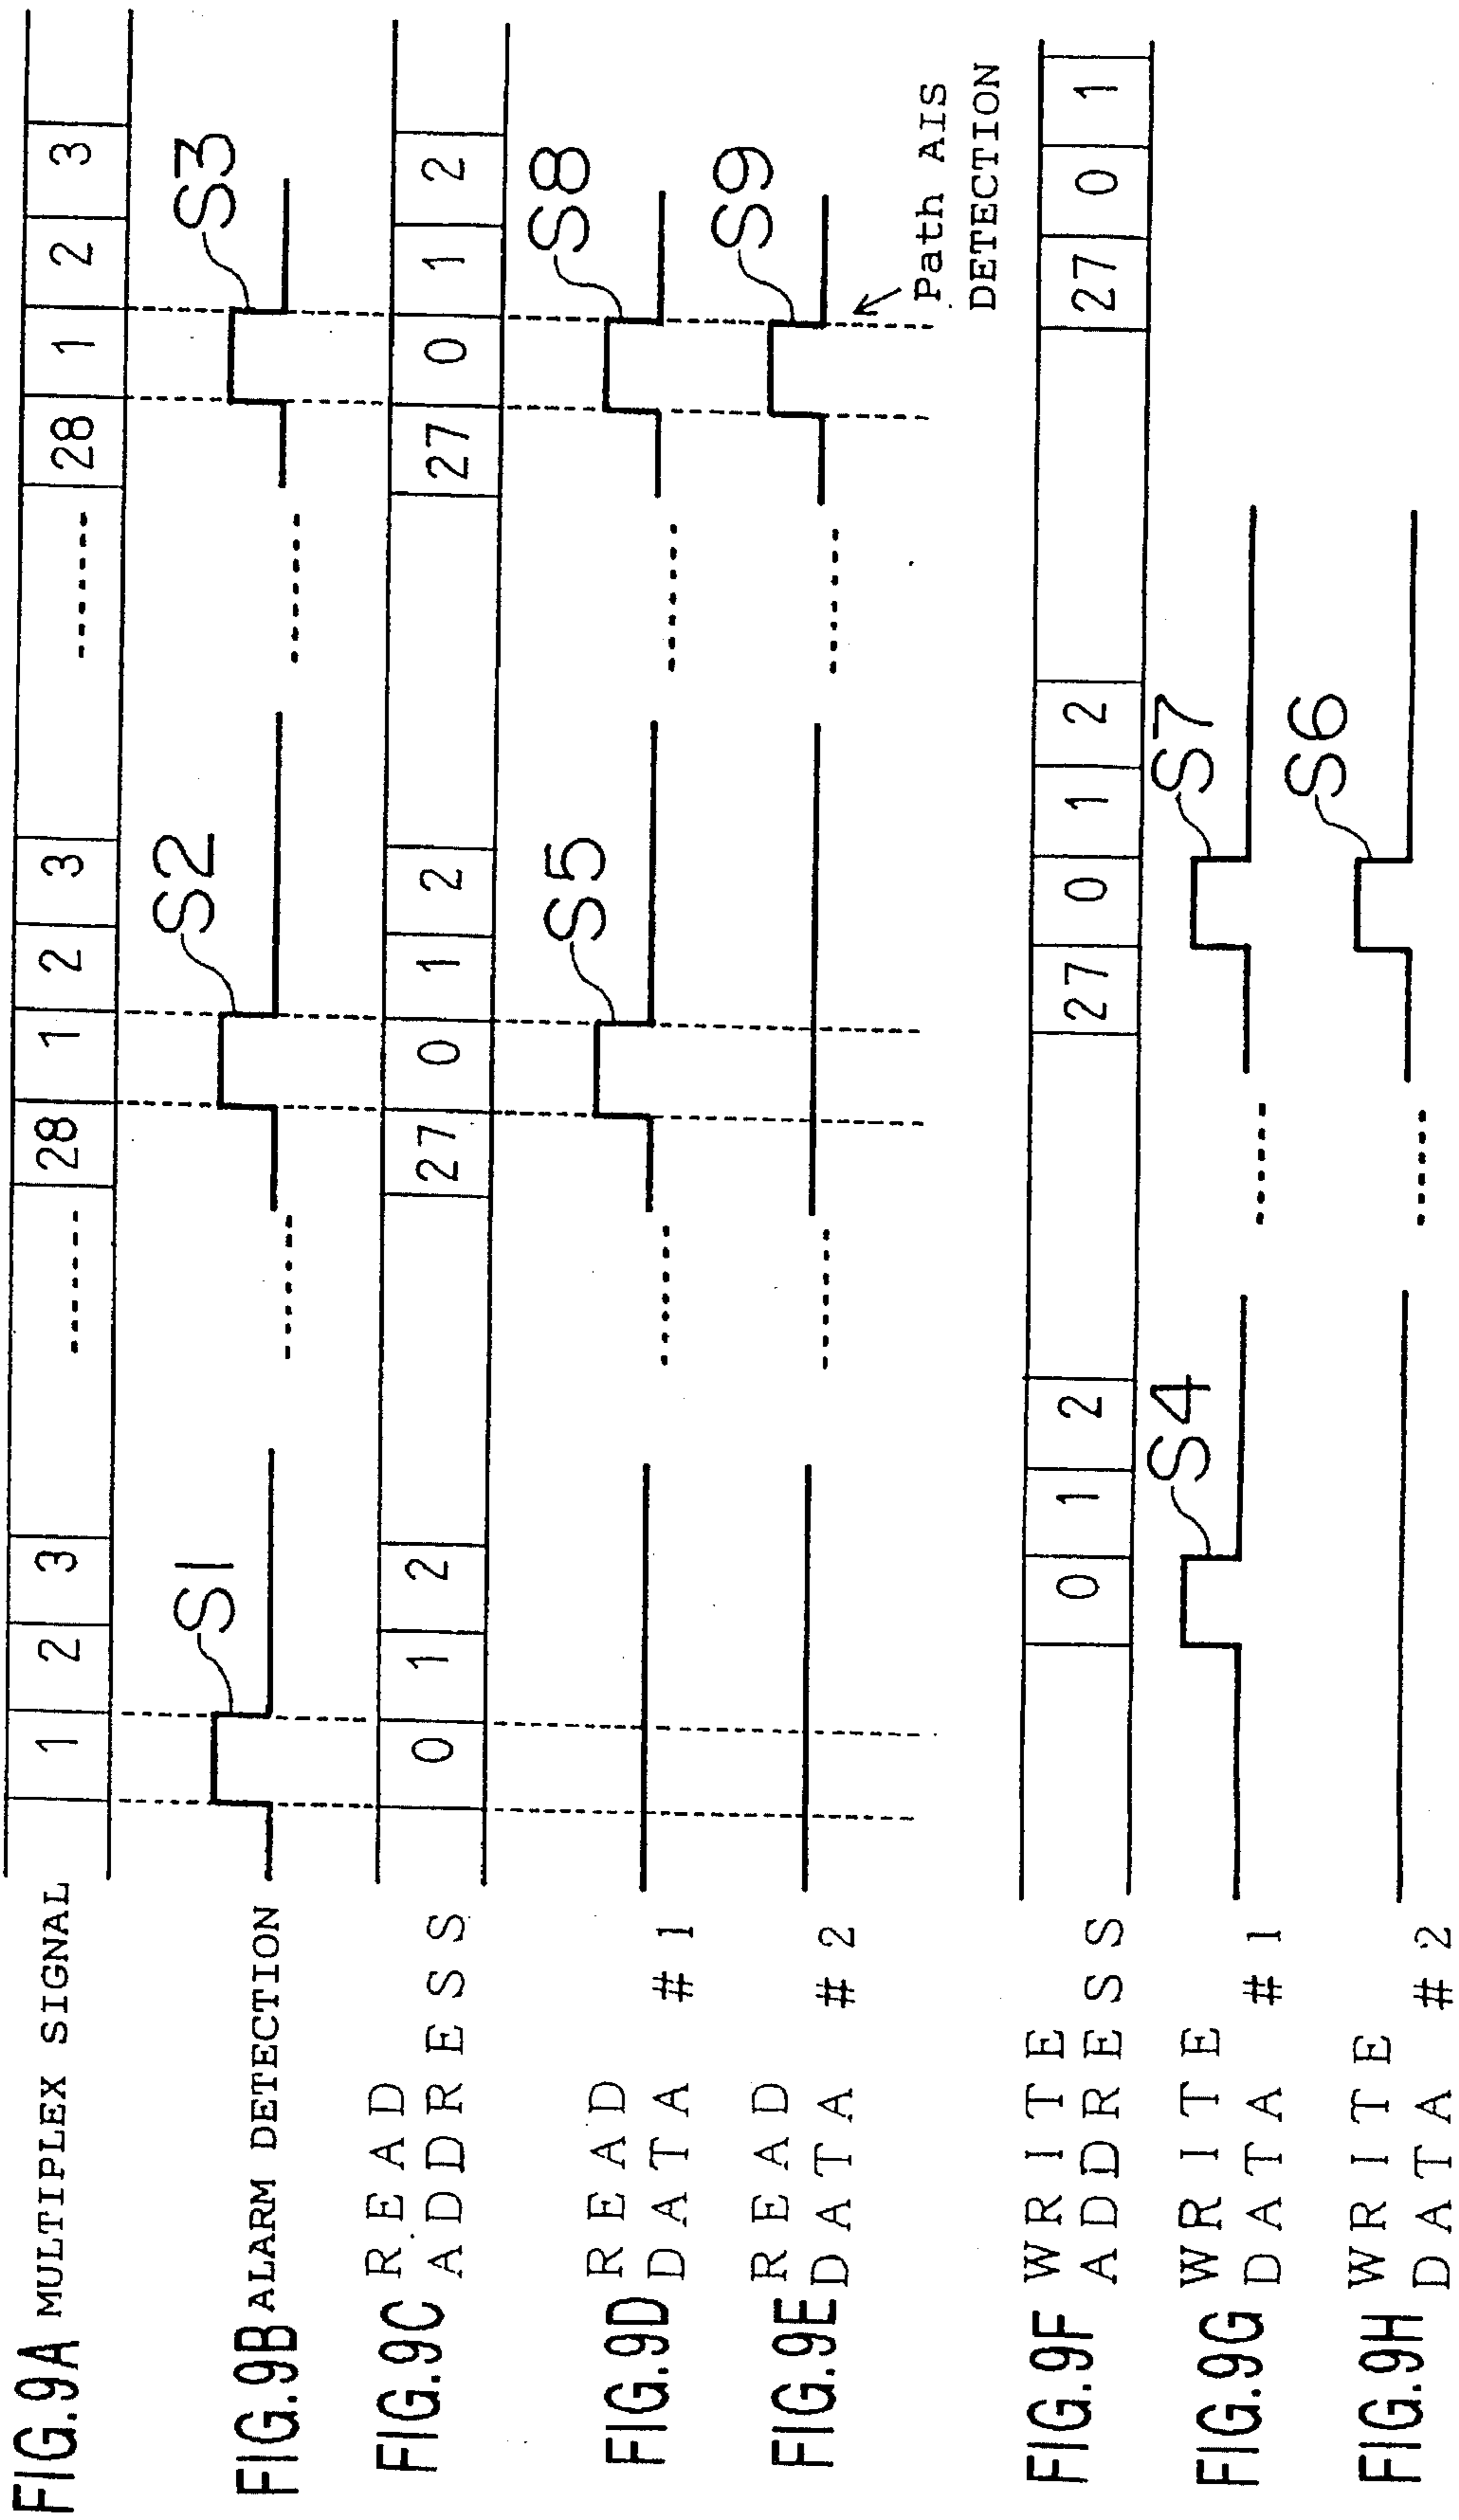 FIG.9A MULTIPLEX SIGNAL 1 2 3 ------ 28 1 2 3 ------ 28 1 2 3
FIG.9B ALARM DETECTION S1 S2 S3
FIG.9C READ
ADDRESS 0 1 2 27 0 1 2 27 0 1 2
FIG.9D READ
DATA #1 S5 S8
FIG.9E READ
DATA #2 S9
Path AIS
DETECTION
FIG.9F WRITE
ADDRESS 0 1 2 27 0 1 2 27 0 1
FIG.9G WRITE
DATA #1 S4 S7
FIG.9H WRITE
DATA #2 S6